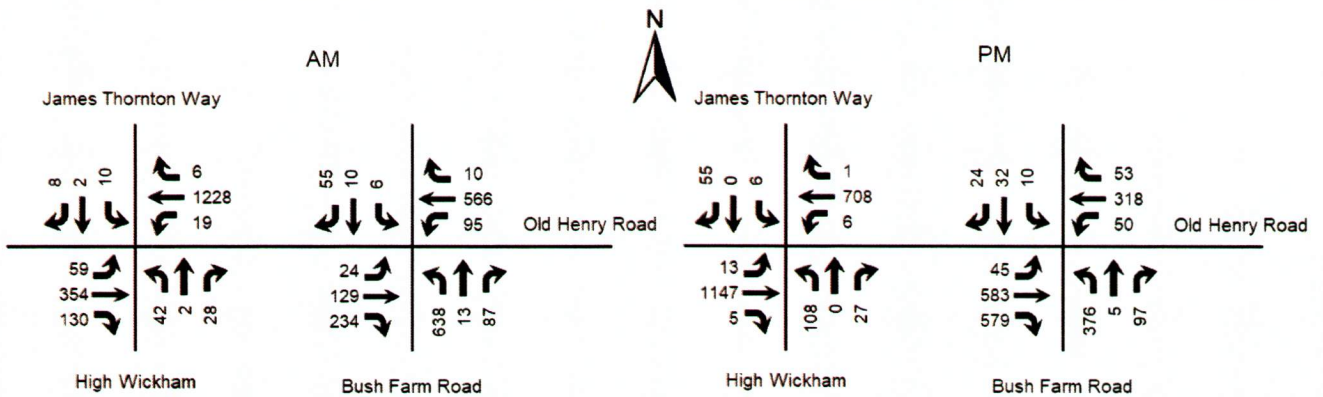 N
AM
PM
James Thornton Way
James Thornton Way
8 2 10
6
1228
19
55 10 6
10
566
95
Old Henry Road
59
354
130
42 2 28
24
129
234
638 13 87
High Wickham
Bush Farm Road
55 0 6
1
708
6
24 32 10
53
318
50
Old Henry Road
13
1147
5
108 0 27
45
583
579
376 5 97
High Wickham
Bush Farm Road